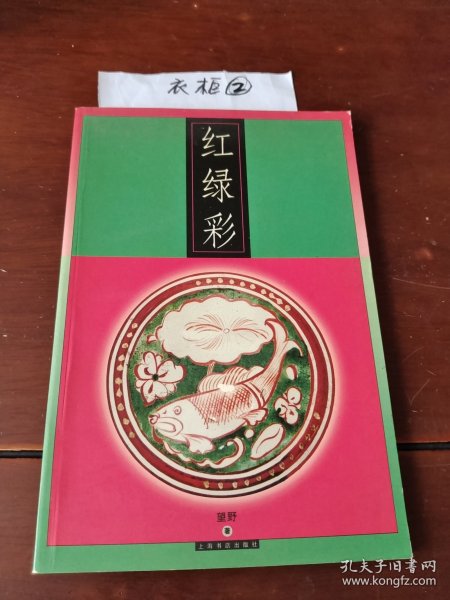 衣柜②
红绿彩
望野
著
上海书店出版社
孔夫子旧书网
www.kongfz.com